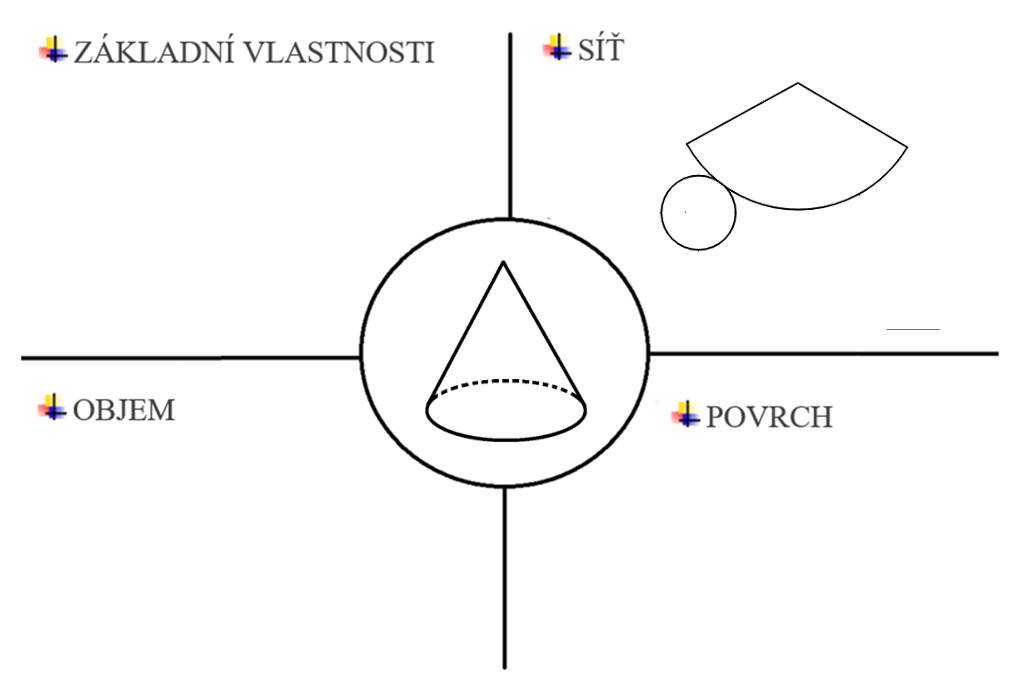 ZÁKLADNÍ VLASTNOSTI
SÍŤ
OBJEM
POVRCH